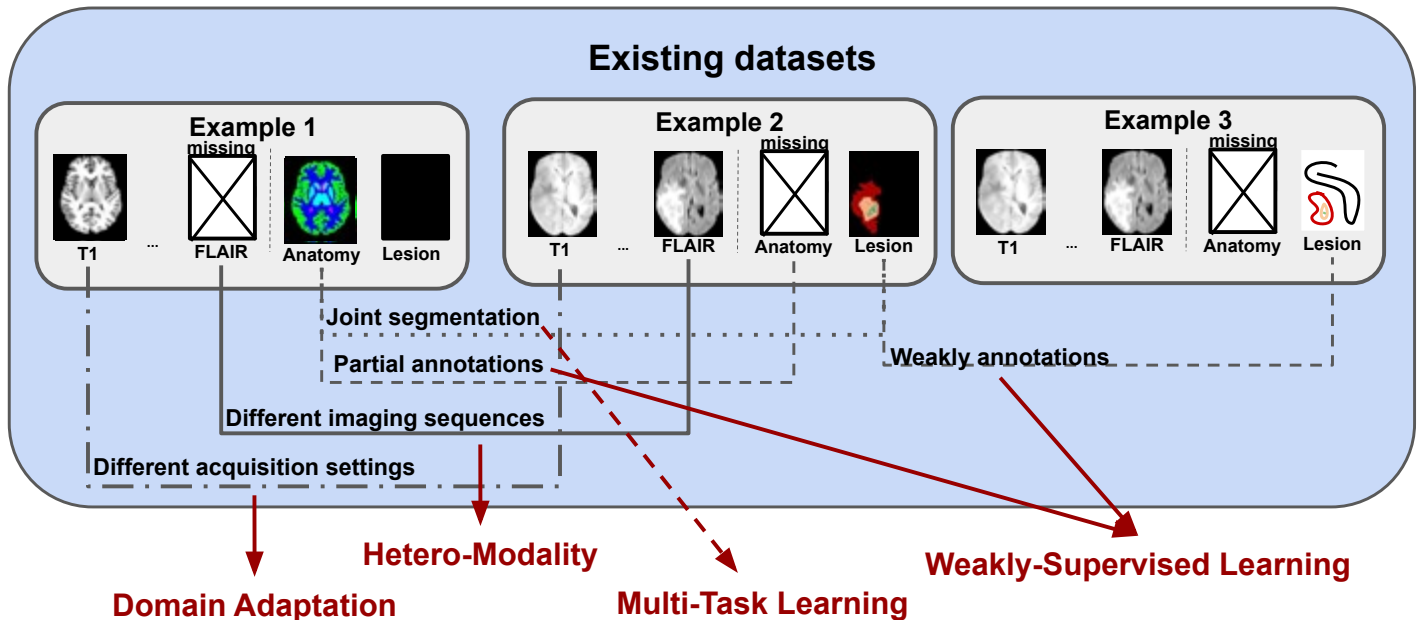 Existing datasets
Example 1
missing
T1
...
FLAIR
Anatomy
Lesion
Example 2
missing
T1
...
FLAIR
Anatomy
Lesion
Example 3
missing
T1
...
FLAIR
Anatomy
Lesion
Joint segmentation
Partial annotations
Weakly annotations
Different imaging sequences
Different acquisition settings
Hetero-Modality
Weakly-Supervised Learning
Domain Adaptation
Multi-Task Learning